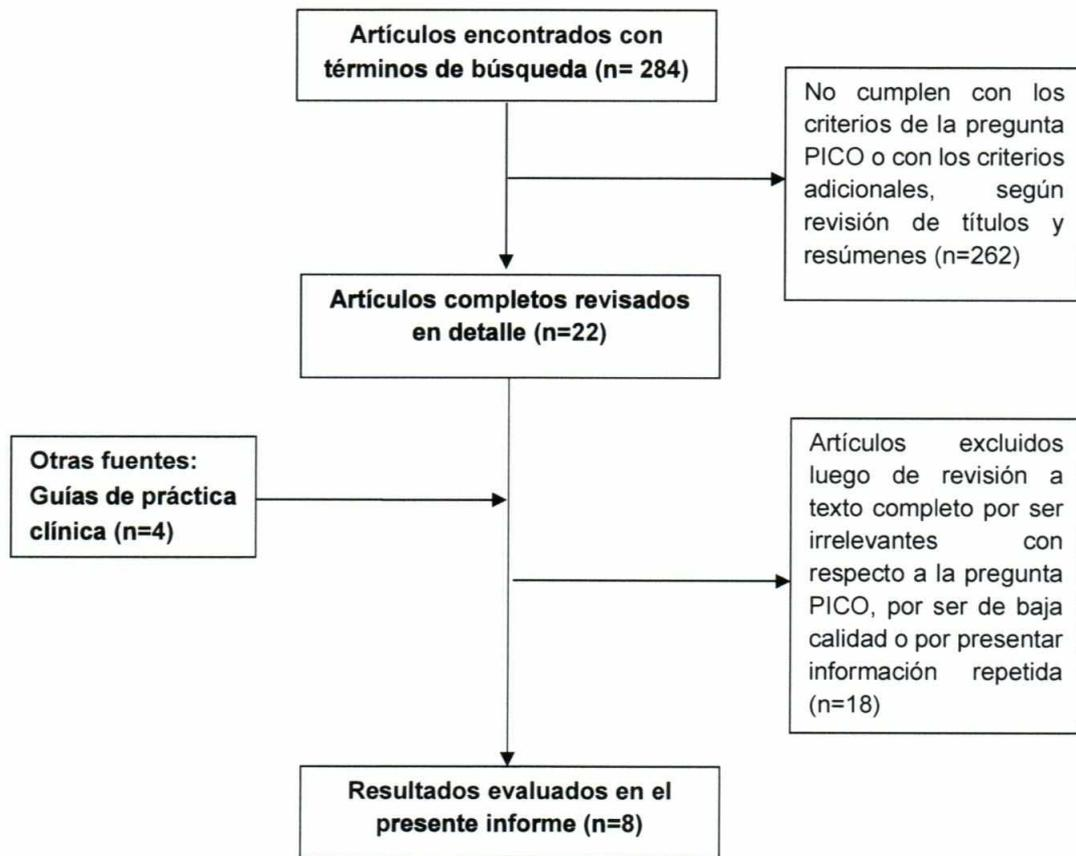 Artículos encontrados con
términos de búsqueda (n= 284)
No cumplen con los
criterios de la pregunta
PICO o con los criterios
adicionales, según
revisión de títulos y
resúmenes (n=262)
Artículos completos revisados
en detalle (n=22)
Otras fuentes:
Guías de práctica
clínica (n=4)
Artículos excluidos
luego de revisión a
texto completo por ser
irrelevantes con
respecto a la pregunta
PICO, por ser de baja
calidad o por presentar
información repetida
(n=18)
Resultados evaluados en el
presente informe (n=8)